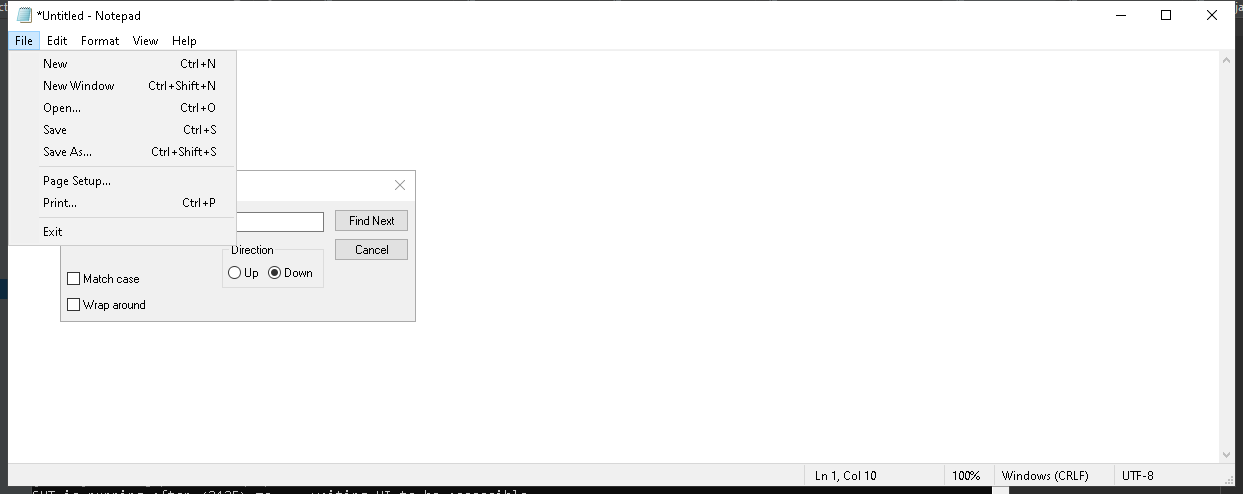 *Untitled - Notepad
File Edit Format View Help
New Ctrl+N
New Window Ctrl+Shift+N
Open... Ctrl+O
Save Ctrl+S
Save As... Ctrl+Shift+S
Page Setup...
Print... Ctrl+P
Exit
Find Next
Cancel
Direction
Up Down
Match case
Wrap around
Ln 1, Col 10 100% Windows (CRLF) UTF-8